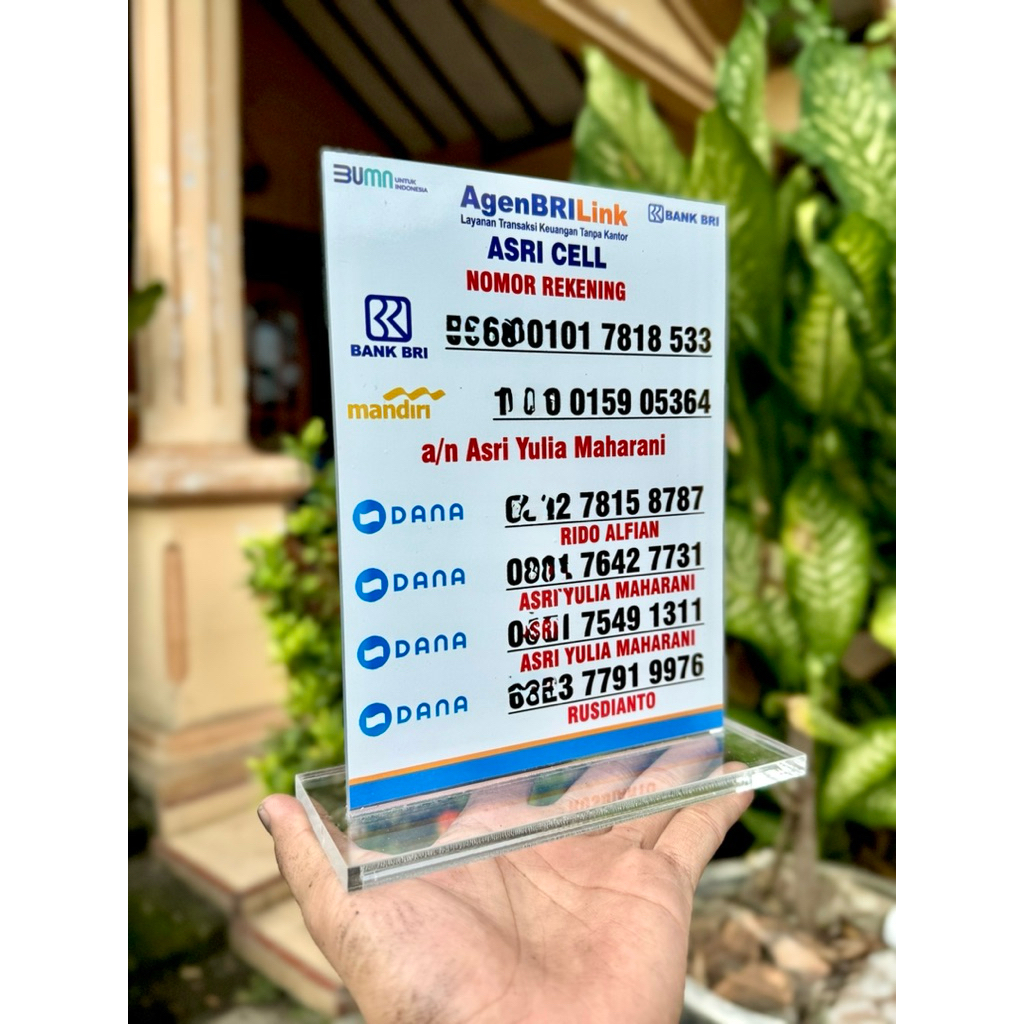 BUMN UNTUK INDONESIA
AgenBRILink
BANK BRI
Layanan Transaksi Keuangan Tanpa Kantor
ASRI CELL
NOMOR REKENING
BANK BRI 7818 533
mandiri 0159 05364
a/n Asri Yulia Maharani
DANA 7815 8787
RIDO ALFIAN
DANA 7642 7731
ASRI YULIA MAHARANI
DANA 7549 1311
ASRI YULIA MAHARANI
DANA 7791 9976
RUSDIANTO